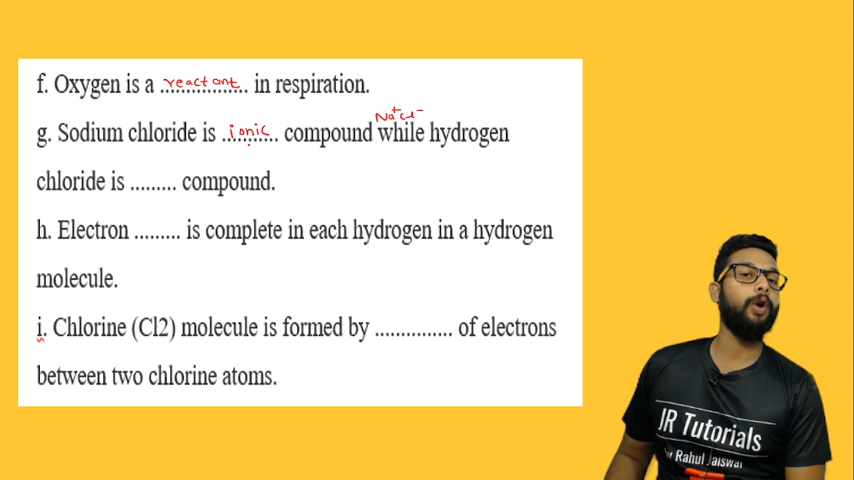 f. Oxygen is a ..reactant.. in respiration.
Na+Cl-
g. Sodium chloride is ..ionic.. compound while hydrogen
chloride is ......... compound.
h. Electron ......... is complete in each hydrogen in a hydrogen
molecule.
i. Chlorine (Cl2) molecule is formed by ............... of electrons
between two chlorine atoms.
JR Tutorials
Rahul Jaiswal